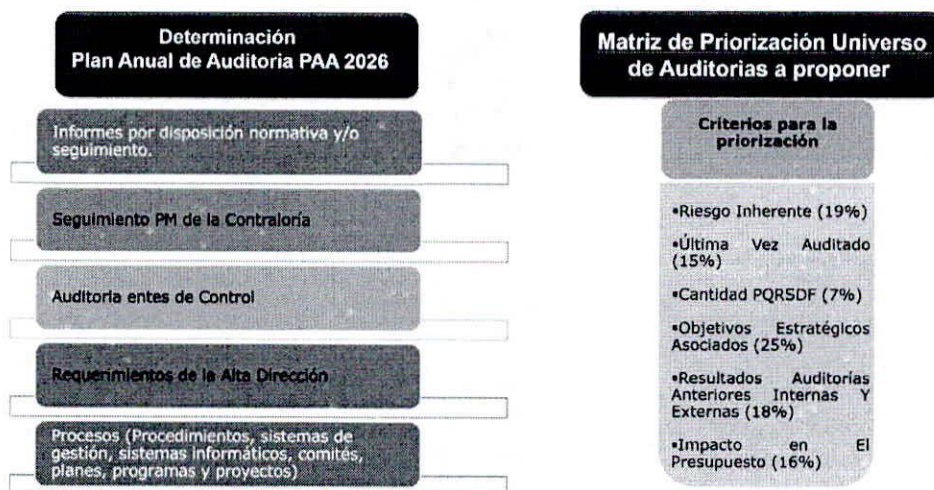 Determinación
Plan Anual de Auditoria PAA 2026
Informes por disposición normativa y/o
seguimiento.
Seguimiento PM de la Contraloría
Auditoria entes de Control
Requerimientos de la Alta Dirección
Procesos (Procedimientos, sistemas de
gestión, sistemas informáticos, comités,
planes, programas y proyectos)
Matriz de Priorización Universo
de Auditorias a proponer
Criterios para la
priorización
•Riesgo Inherente (19%)
•Última Vez Auditado
(15%)
•Cantidad PQRSDF (7%)
•Objetivos Estratégicos
Asociados (25%)
•Resultados Auditorías
Anteriores Internas Y
Externas (18%)
•Impacto en El
Presupuesto (16%)